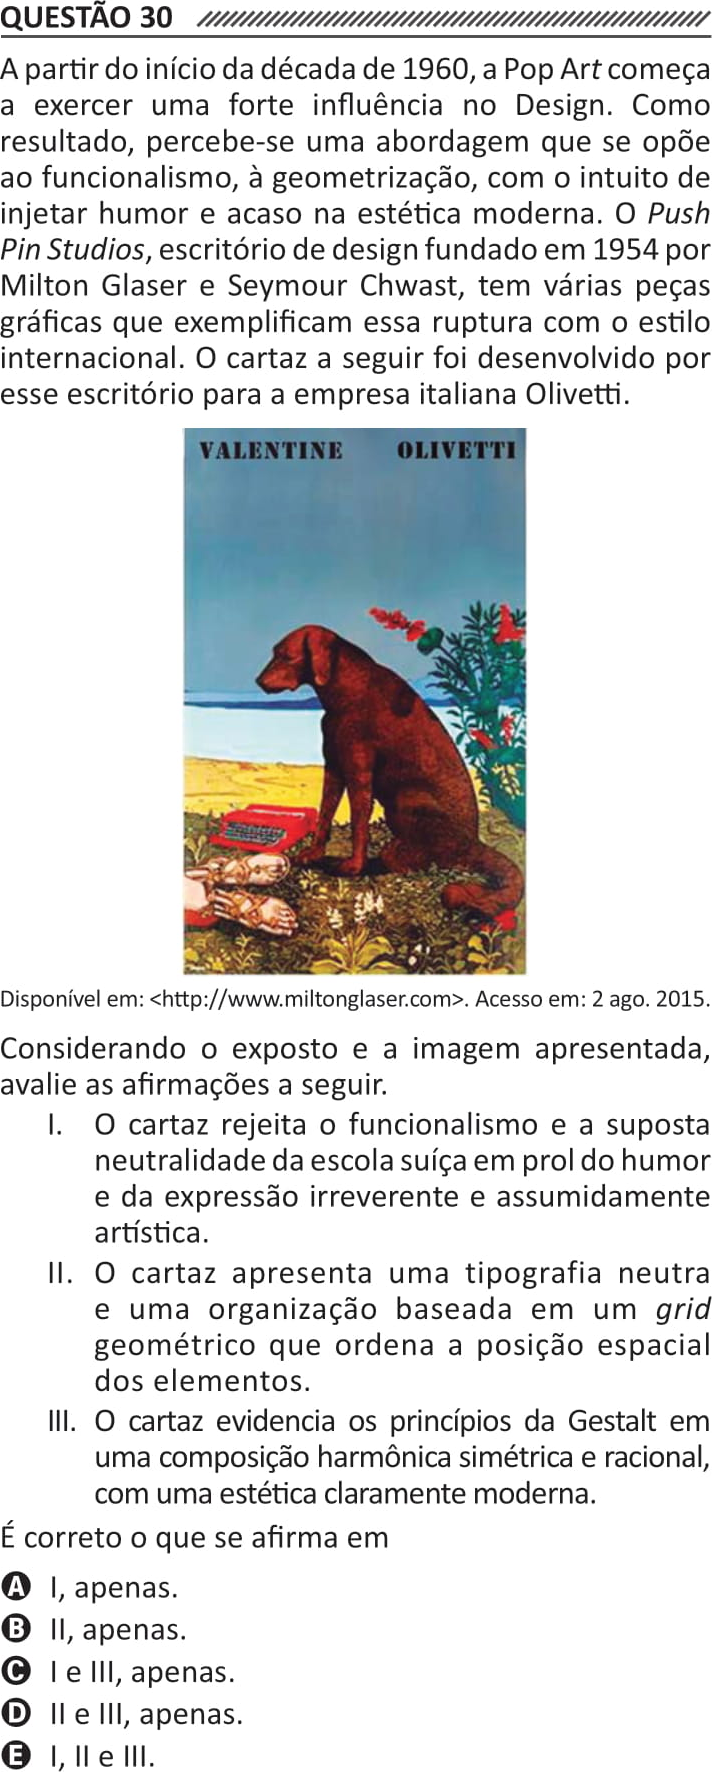 QUESTÃO 30
A partir do início da década de 1960, a Pop Art começa
a exercer uma forte influência no Design. Como
resultado, percebe-se uma abordagem que se opõe
ao funcionalismo, à geometrização, com o intuito de
injetar humor e acaso na estética moderna. O Push
Pin Studios, escritório de design fundado em 1954 por
Milton Glaser e Seymour Chwast, tem várias peças
gráficas que exemplificam essa ruptura com o estilo
internacional. O cartaz a seguir foi desenvolvido por
esse escritório para a empresa italiana Olivetti.
VALENTINE OLIVETTI
Disponível em: <http://www.miltonglaser.com>. Acesso em: 2 ago. 2015.
Considerando o exposto e a imagem apresentada,
avalie as afirmações a seguir.
I. O cartaz rejeita o funcionalismo e a suposta
neutralidade da escola suíça em prol do humor
e da expressão irreverente e assumidamente
artística.
II. O cartaz apresenta uma tipografia neutra
e uma organização baseada em um grid
geométrico que ordena a posição espacial
dos elementos.
III. O cartaz evidencia os princípios da Gestalt em
uma composição harmônica simétrica e racional,
com uma estética claramente moderna.
É correto o que se afirma em
A I, apenas.
B II, apenas.
C I e III, apenas.
D II e III, apenas.
E I, II e III.